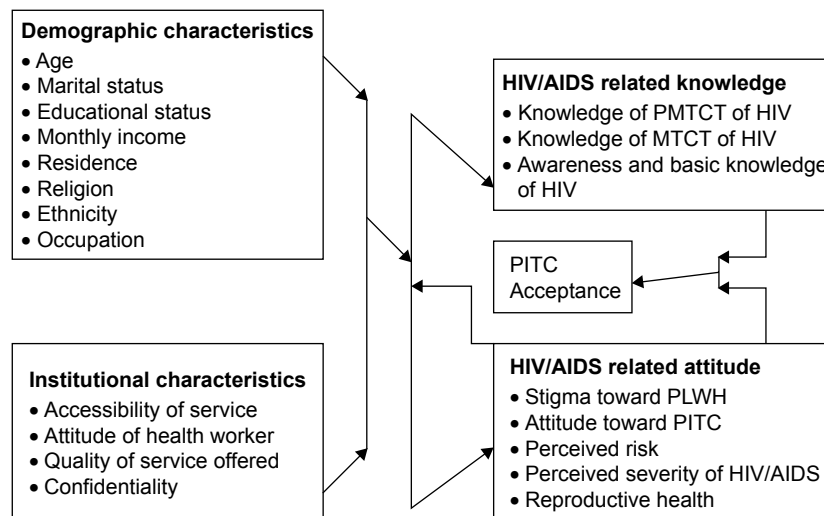 Demographic characteristics
• Age
• Marital status
• Educational status
• Monthly income
• Residence
• Religion
• Ethnicity
• Occupation
Institutional characteristics
• Accessibility of service
• Attitude of health worker
• Quality of service offered
• Confidentiality
HIV/AIDS related knowledge
• Knowledge of PMTCT of HIV
• Knowledge of MTCT of HIV
• Awareness and basic knowledge
of HIV
PITC
Acceptance
HIV/AIDS related attitude
• Stigma toward PLWH
• Attitude toward PITC
• Perceived risk
• Perceived severity of HIV/AIDS
• Reproductive health